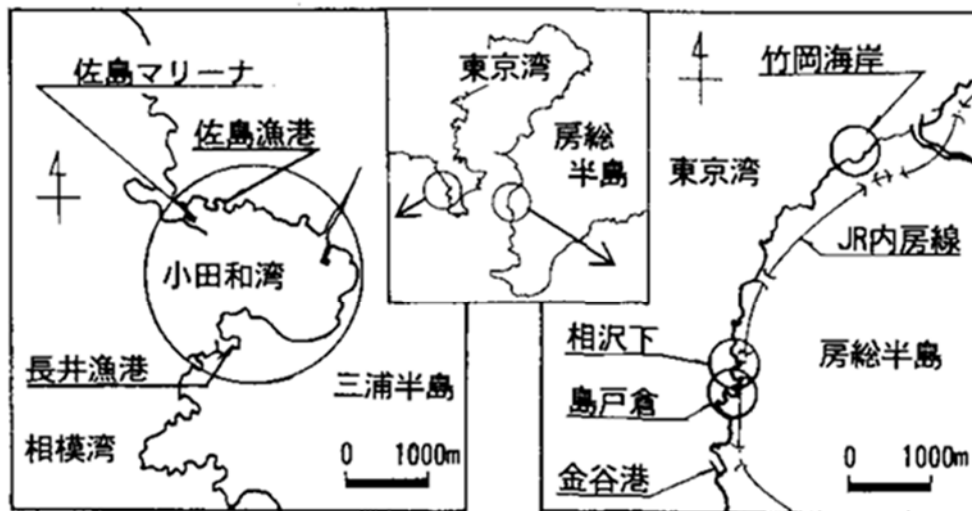 佐島マリーナ
佐島漁港
4
小田和湾
長井漁港
三浦半島
相模湾
0 1000m
東京湾
房総
半島
4
竹岡海岸
東京湾
JR内房線
相沢下
島戸倉
房総半島
金谷港
0 1000m